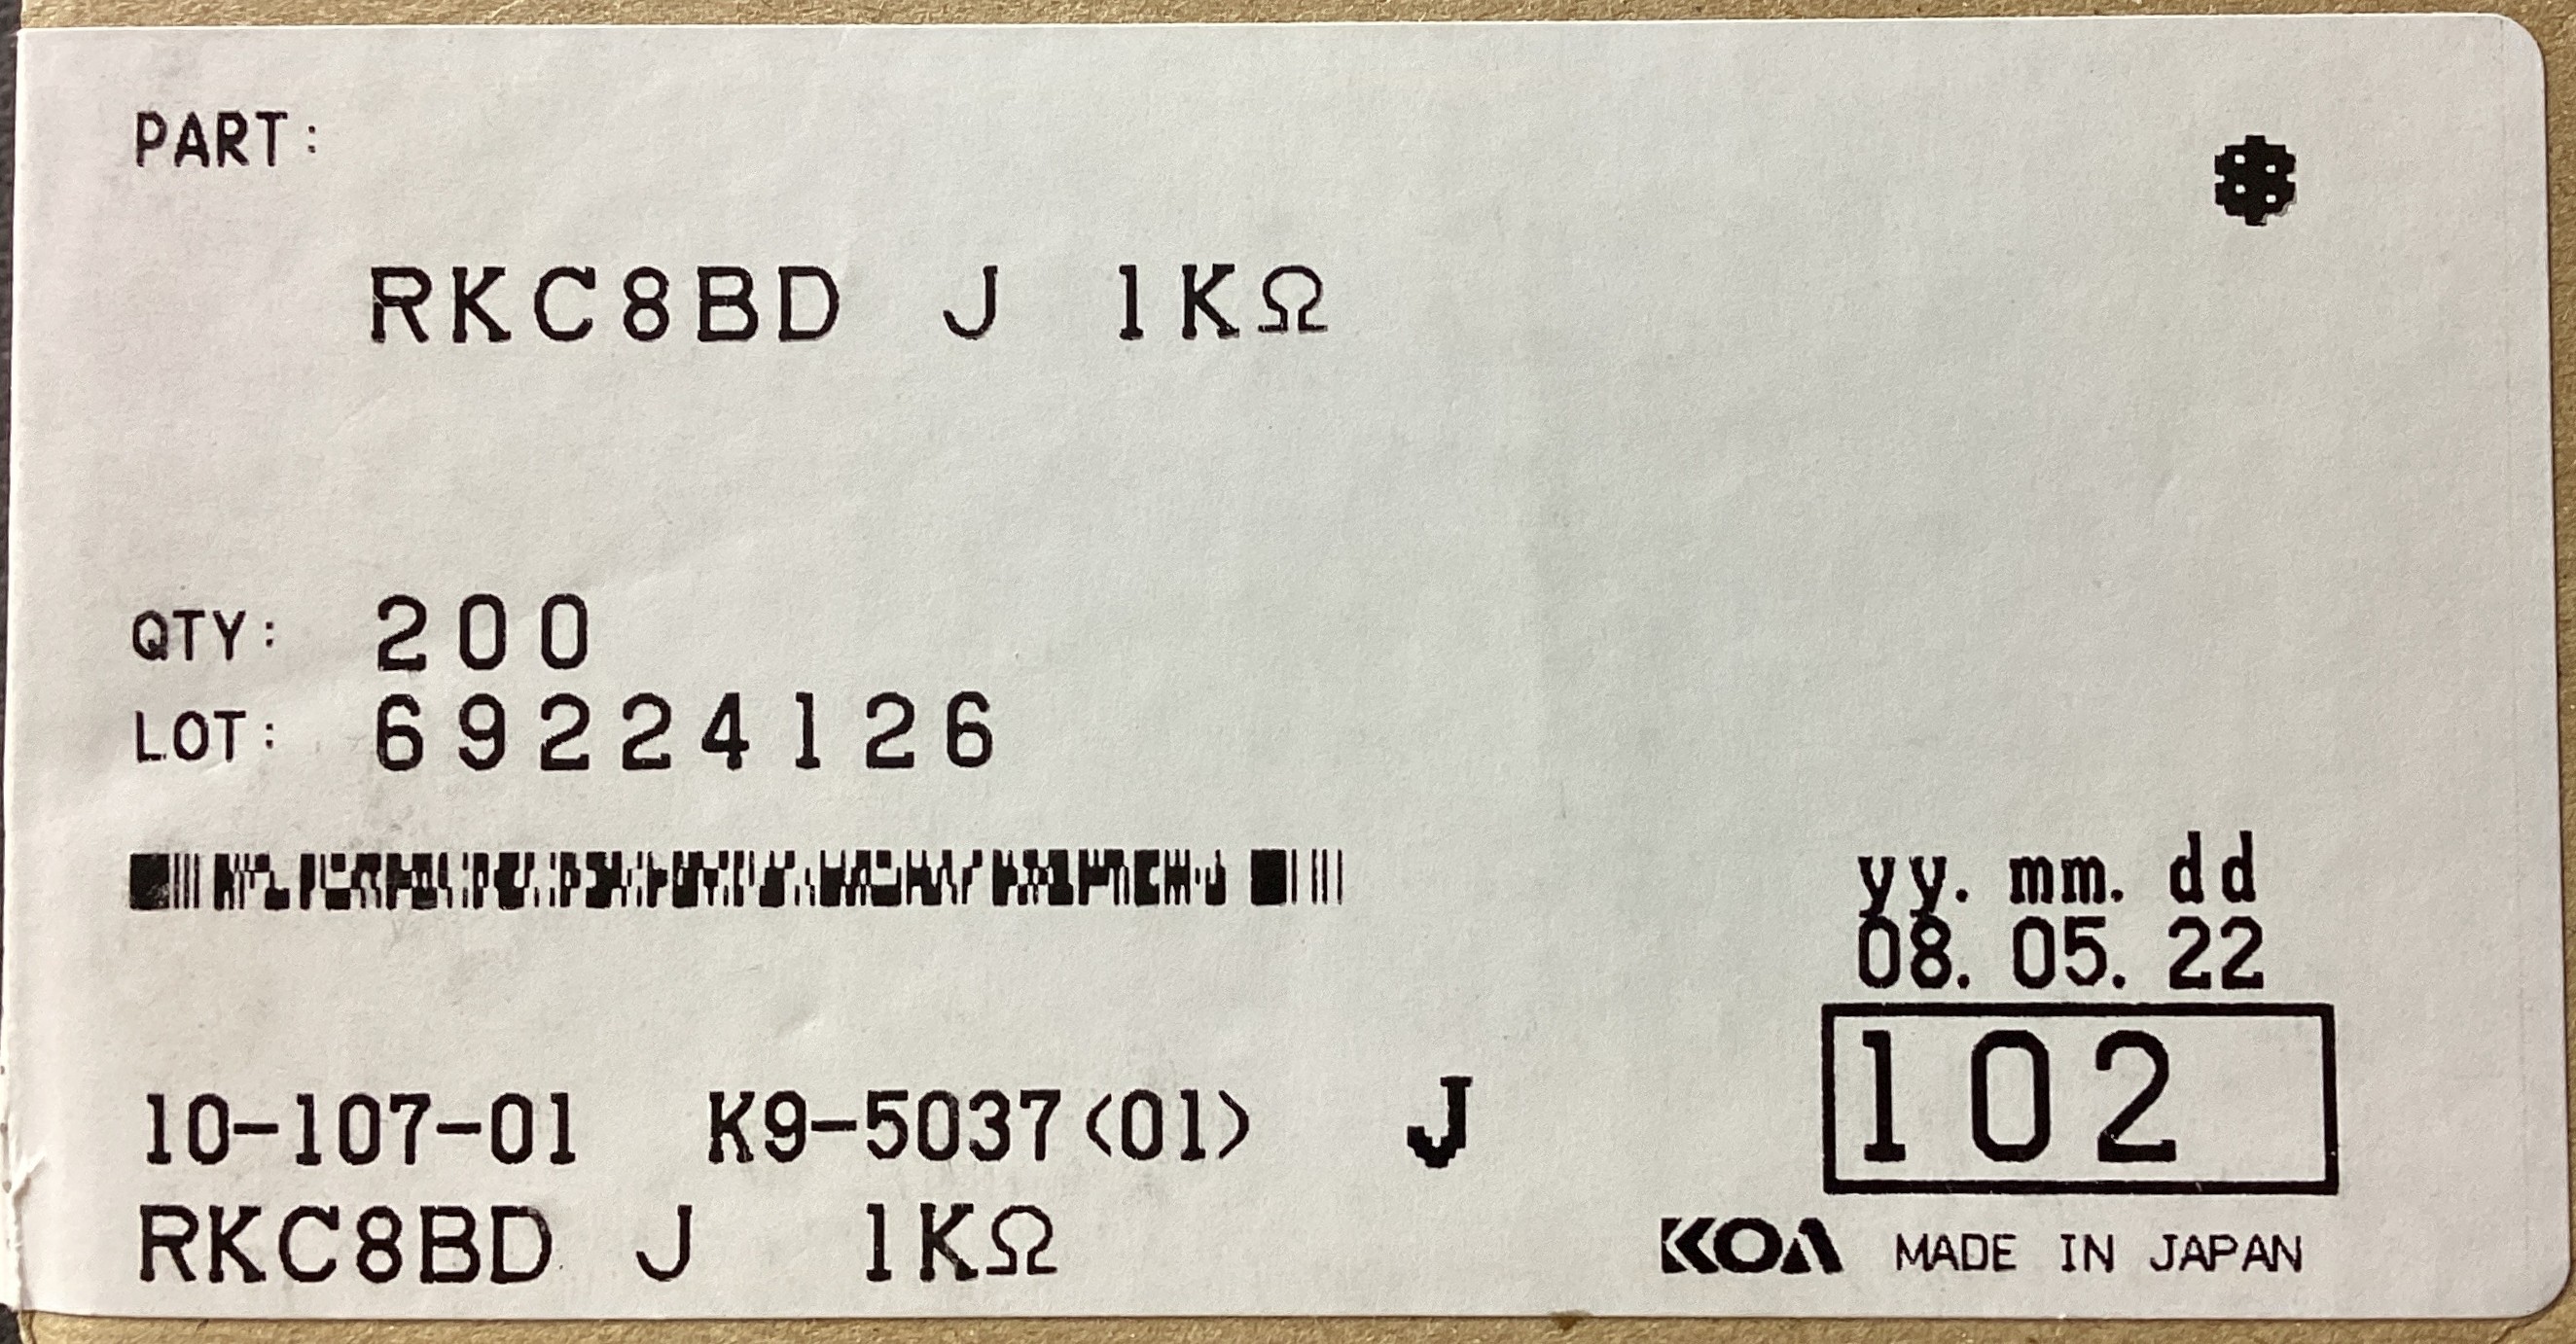 PART:
RKC8BD J 1KΩ
QTY: 200
LOT: 69224126
yy. mm. dd
08. 05. 22
102
10-107-01 K9-5037<01> J
RKC8BD J 1KΩ
KOA MADE IN JAPAN